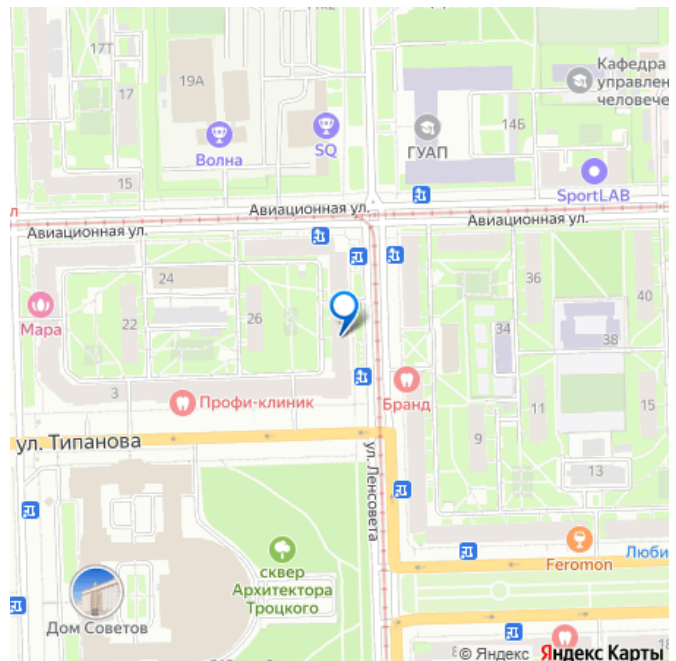 17Т
17
19А
Кафедра
управлен
человече
14Б
Волна
SQ
ГУАП
15
SportLAB
Авиационная ул.
Авиационная ул.
Авиационная ул.
24
36
40
Мара
22
26
34
38
3
Профи-клиник
Бранд
11
15
9
ул. Типанова
ул. Ленсовета
13
Feromon
Люби
сквер
Архитектора
Троцкого
Дом Советов
8
© Яндекс
Яндекс Карты